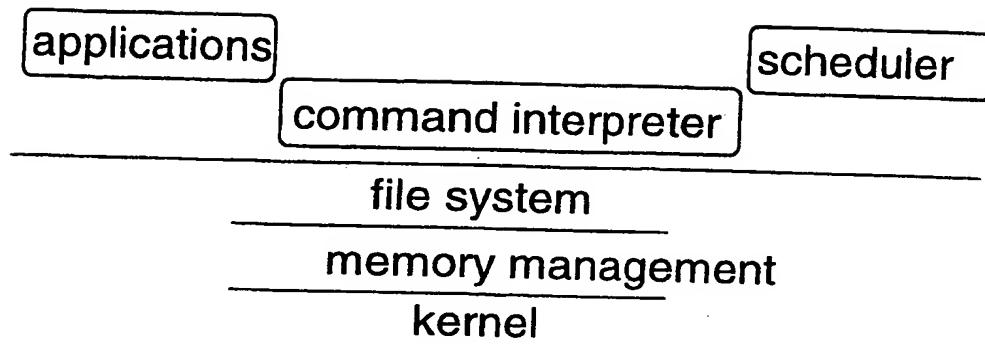 applications
scheduler
command interpreter
file system
memory management
kernel